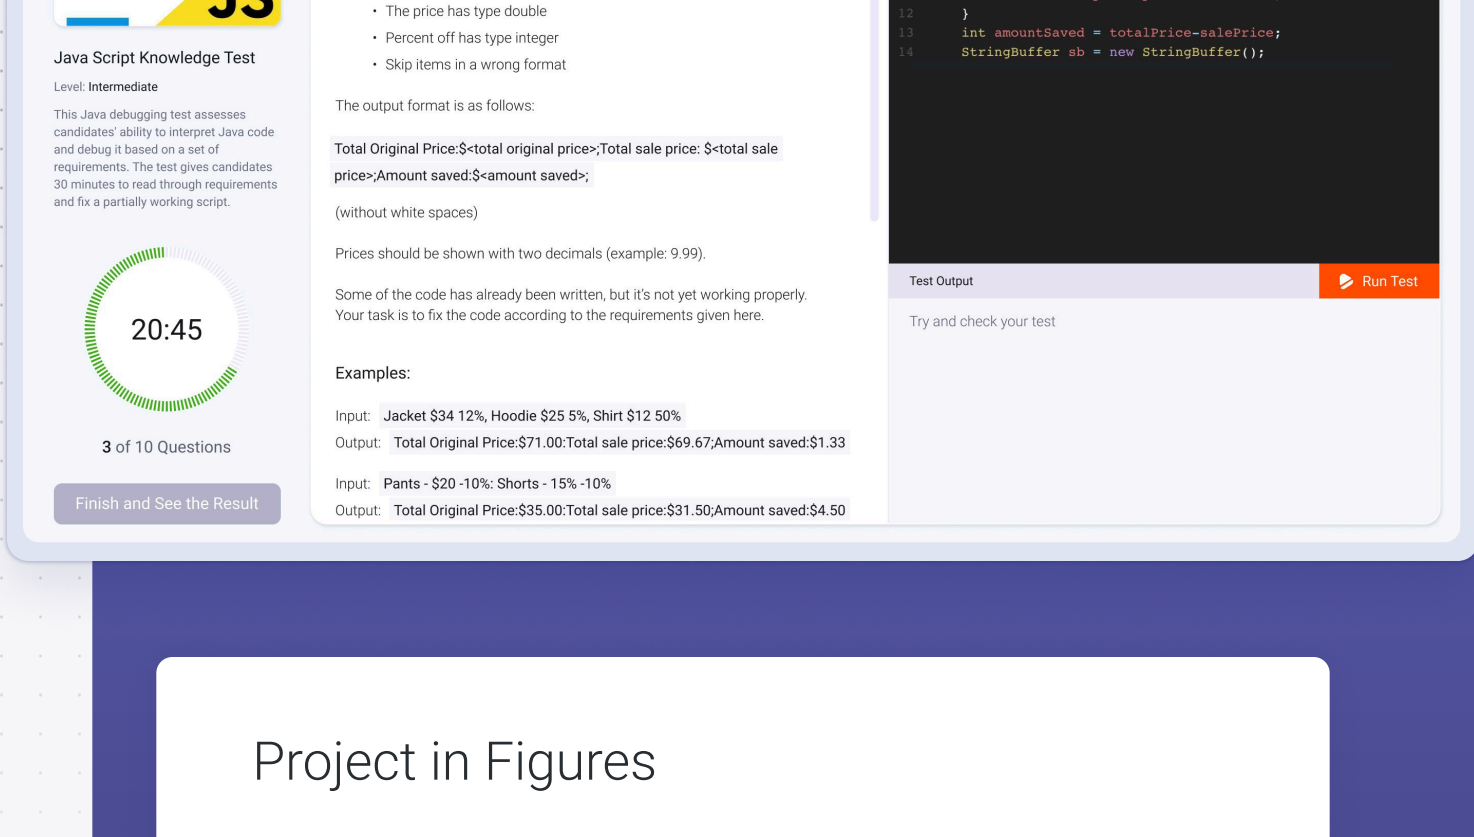 JS
Java Script Knowledge Test
Level: Intermediate
This Java debugging test assesses
candidates' ability to interpret Java code
and debug it based on a set of
requirements. The test gives candidates
30 minutes to read through requirements
and fix a partially working script.
20:45
3 of 10 Questions
Finish and See the Result
• The price has type double
• Percent off has type integer
• Skip items in a wrong format
The output format is as follows:
Total Original Price:$<total original price>;Total sale price: $<total sale
price>;Amount saved:$<amount saved>;
(without white spaces)
Prices should be shown with two decimals (example: 9.99).
Some of the code has already been written, but it's not yet working properly.
Your task is to fix the code according to the requirements given here.
Examples:
Input: Jacket $34 12%, Hoodie $25 5%, Shirt $12 50%
Output: Total Original Price:$71.00:Total sale price:$69.67;Amount saved:$1.33
Input: Pants - $20 -10%: Shorts - 15% -10%
Output: Total Original Price:$35.00:Total sale price:$31.50;Amount saved:$4.50
12 }
13 int amountSaved = totalPrice-salePrice;
14 StringBuffer sb = new StringBuffer();
Test Output
Run Test
Try and check your test
Project in Figures